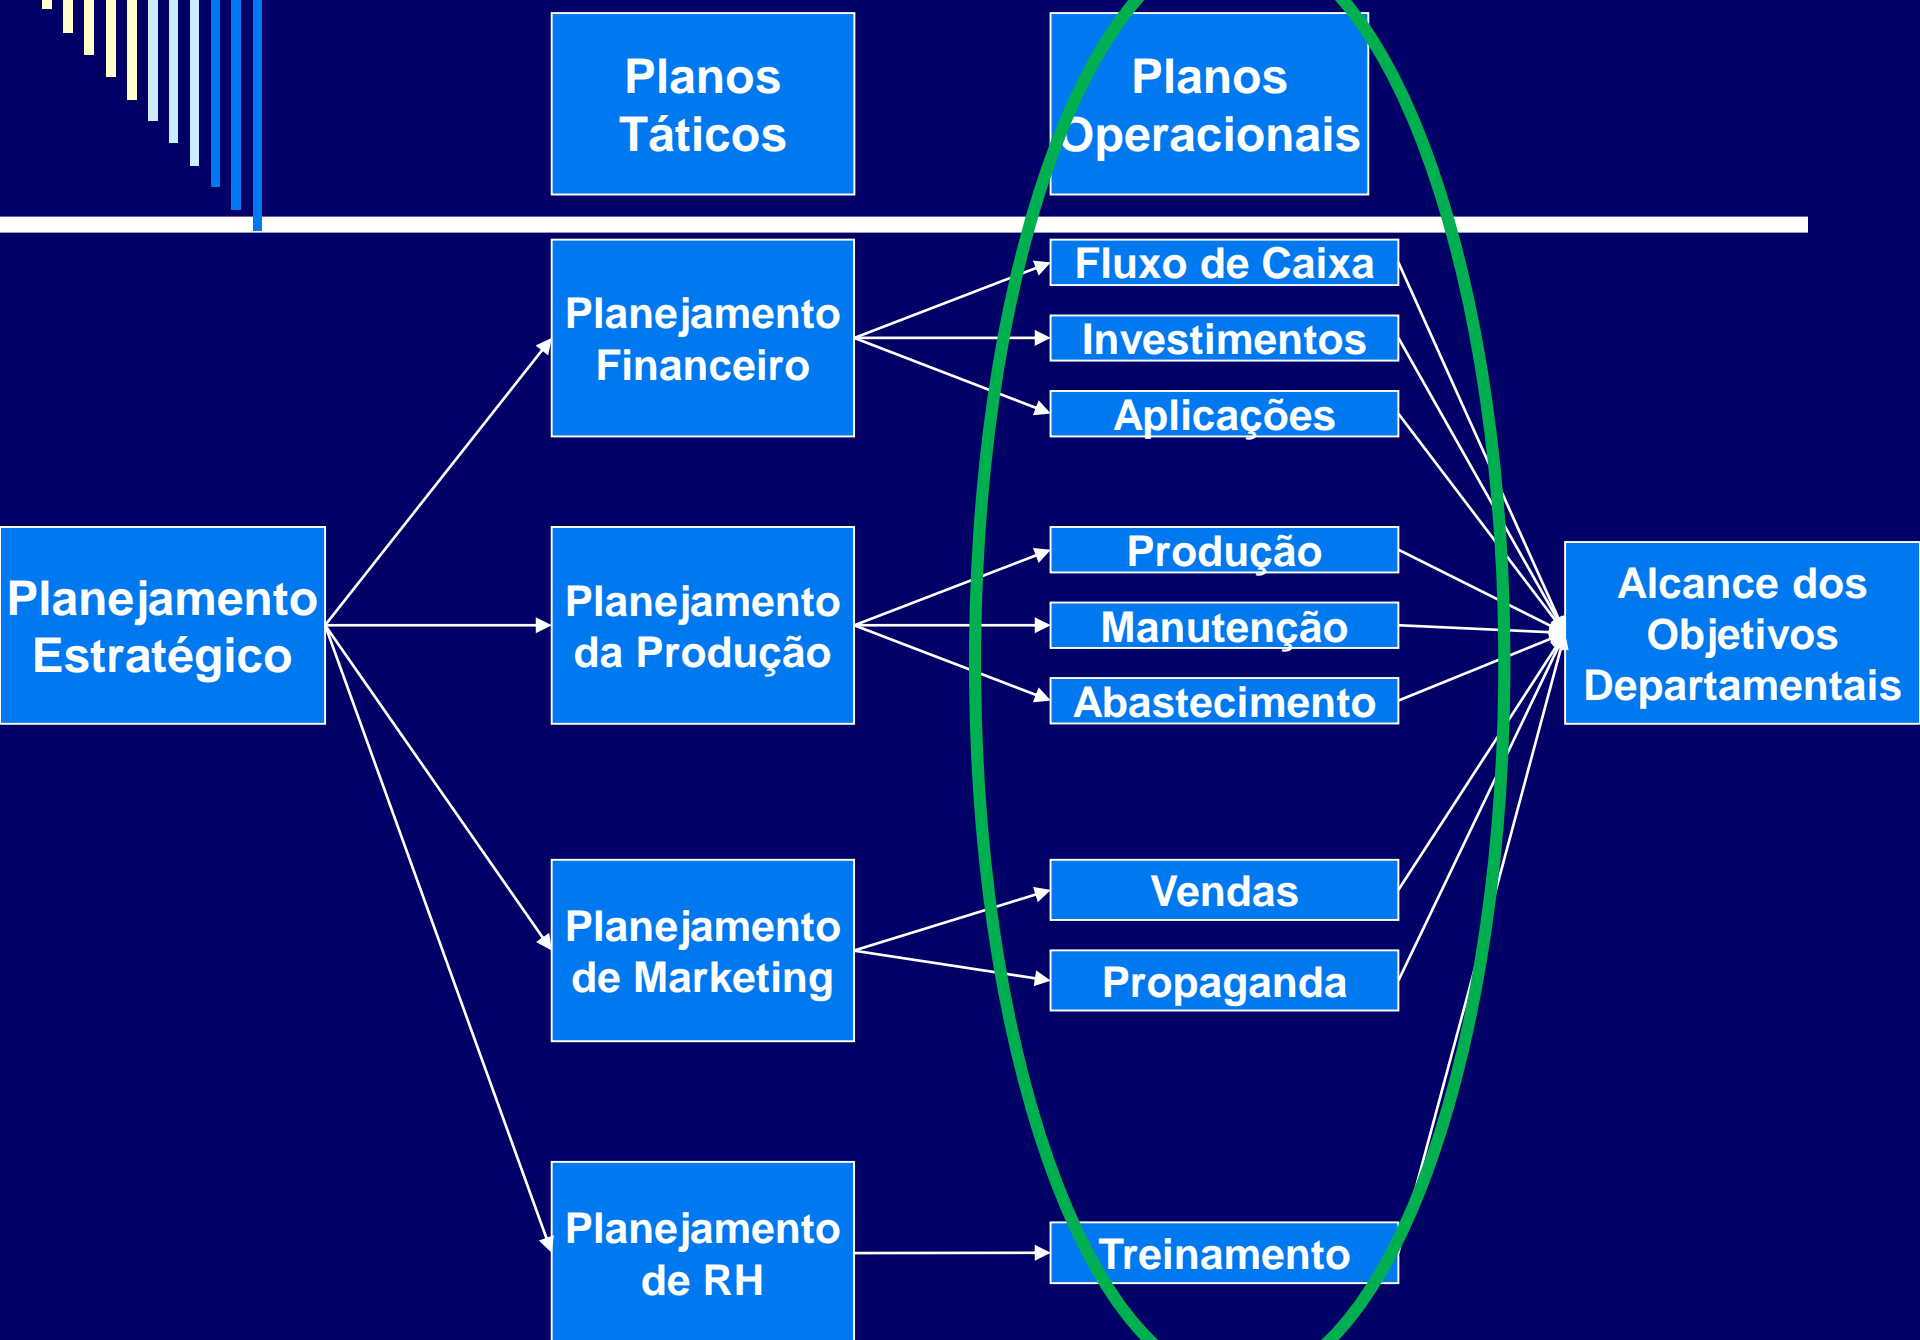 Planos
Táticos
Planos
Operacionais
Planejamento
Estratégico
Planejamento
Financeiro
Fluxo de Caixa
Investimentos
Aplicações
Planejamento
da Produção
Produção
Manutenção
Abastecimento
Planejamento
de Marketing
Vendas
Propaganda
Planejamento
de RH
Treinamento
Alcance dos
Objetivos
Departamentais